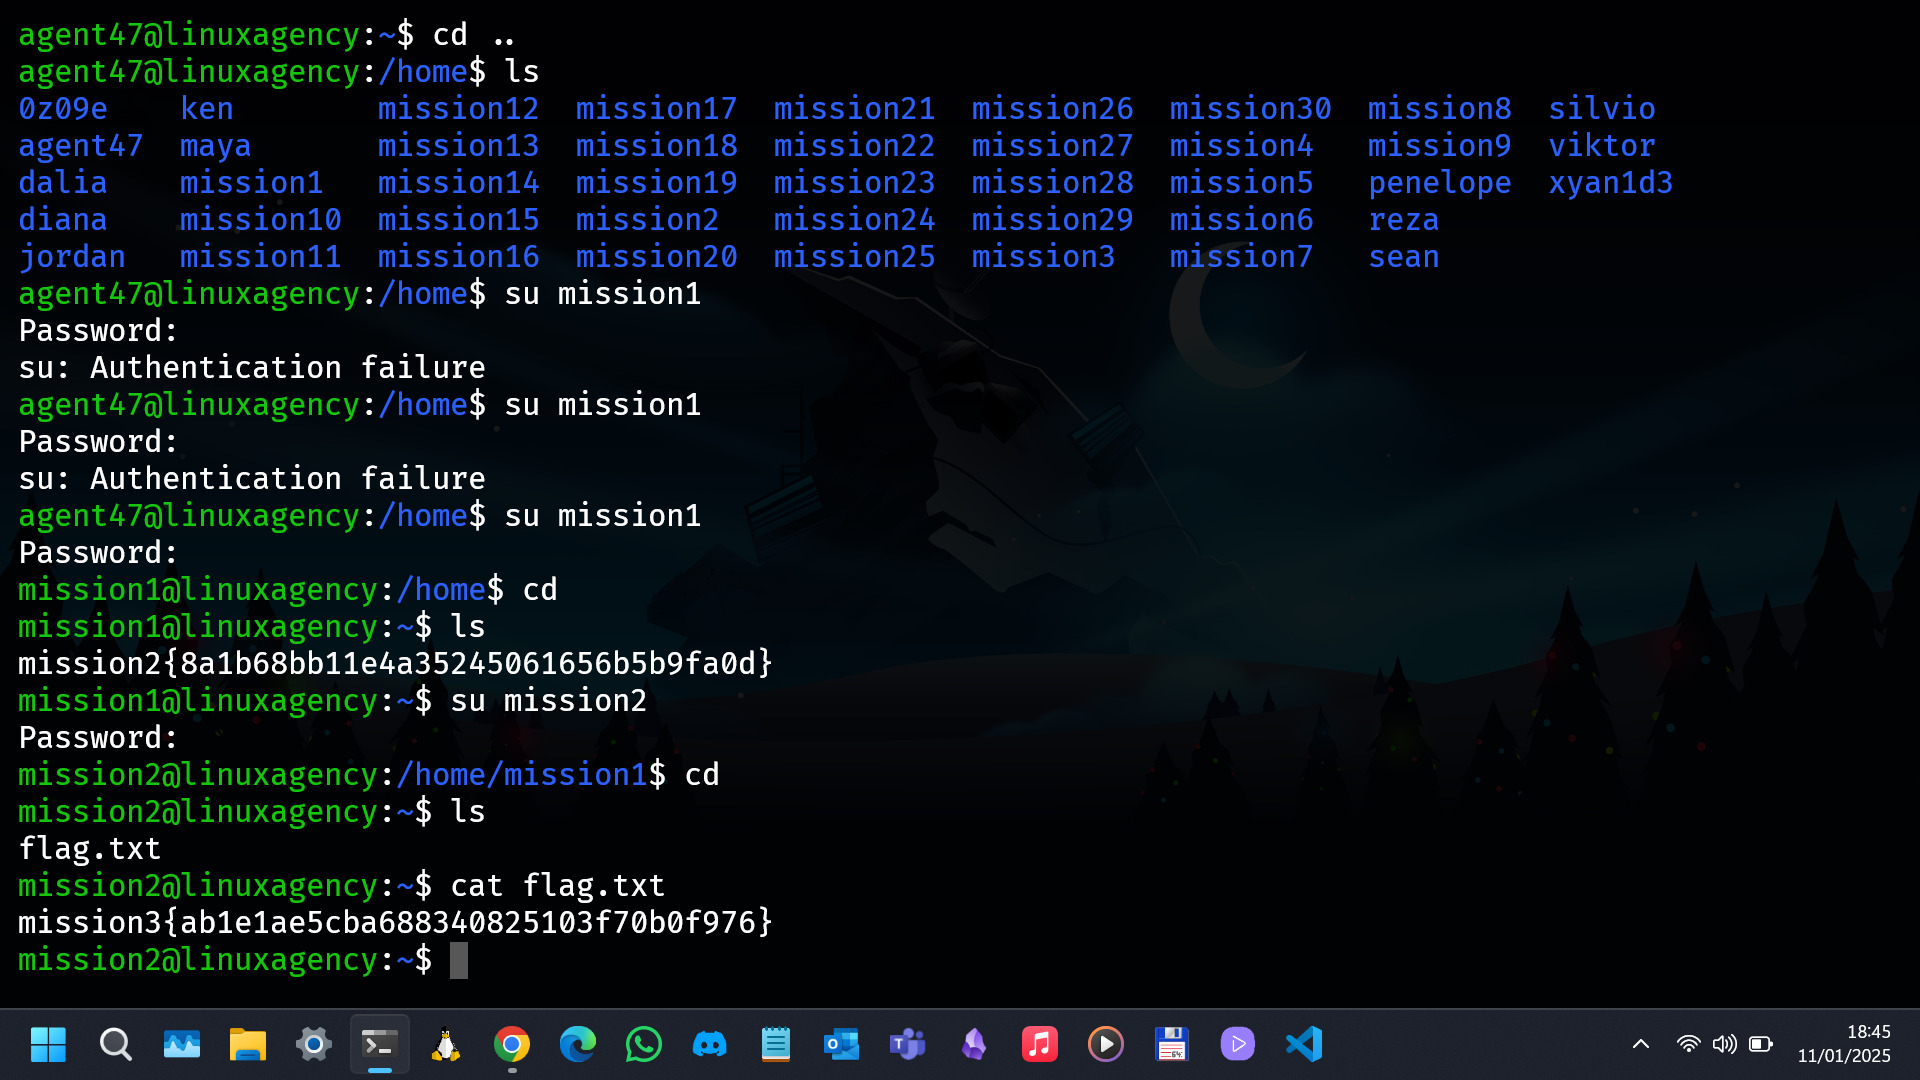 agent47@linuxagency:~$ cd ..
agent47@linuxagency:/home$ ls
0z09e    ken        mission12  mission17  mission21  mission26  mission30  mission8  silvio
agent47  maya       mission13  mission18  mission22  mission27  mission4   mission9  viktor
dalia    mission1   mission14  mission19  mission23  mission28  mission5   penelope  xyan1d3
diana    mission10  mission15  mission2   mission24  mission29  mission6   reza
jordan   mission11  mission16  mission20  mission25  mission3   mission7   sean
agent47@linuxagency:/home$ su mission1
Password:
su: Authentication failure
agent47@linuxagency:/home$ su mission1
Password:
su: Authentication failure
agent47@linuxagency:/home$ su mission1
Password:
mission1@linuxagency:/home$ cd
mission1@linuxagency:~$ ls
mission2{8a1b68bb11e4a35245061656b5b9fa0d}
mission1@linuxagency:~$ su mission2
Password:
mission2@linuxagency:/home/mission1$ cd
mission2@linuxagency:~$ ls
flag.txt
mission2@linuxagency:~$ cat flag.txt
mission3{ab1e1ae5cba688340825103f70b0f976}
mission2@linuxagency:~$
18:45
11/01/2025